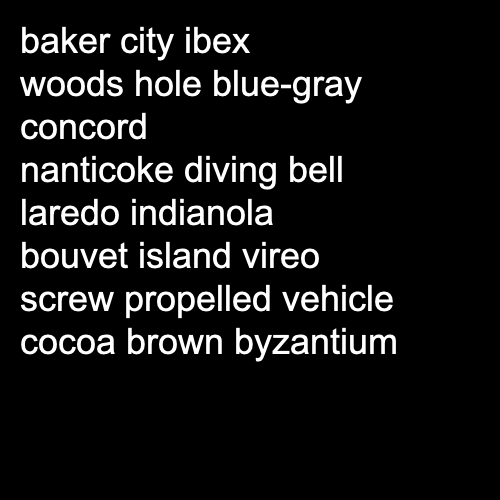 baker city ibex
woods hole blue-gray
concord
nanticoke diving bell
laredo indianola
bouvet island vireo
screw propelled vehicle
cocoa brown byzantium